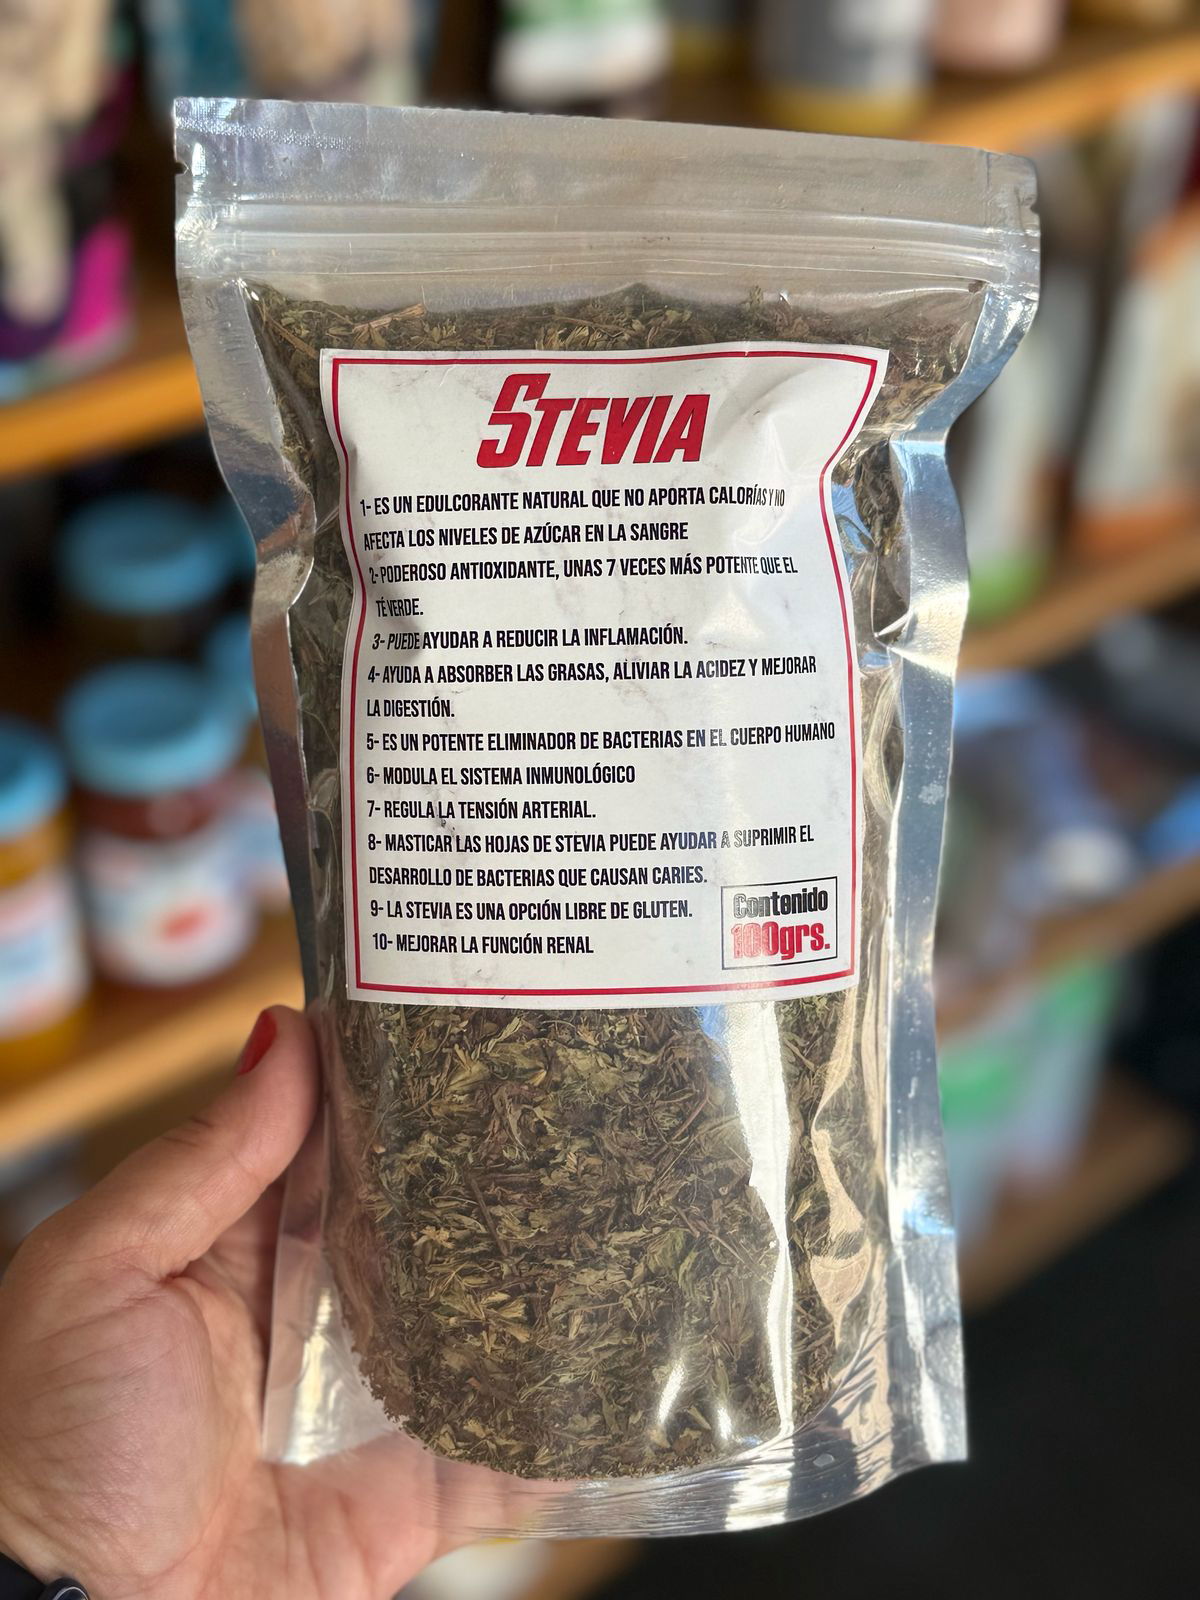 STEVIA
1- ES UN EDULCORANTE NATURAL QUE NO APORTA CALORÍAS Y NO
AFECTA LOS NIVELES DE AZÚCAR EN LA SANGRE
2- PODEROSO ANTIOXIDANTE, UNAS 7 VECES MÁS POTENTE QUE EL
TÉ VERDE.
3- PUEDE AYUDAR A REDUCIR LA INFLAMACIÓN.
4- AYUDA A ABSORBER LAS GRASAS, ALIVIAR LA ACIDEZ Y MEJORAR
LA DIGESTIÓN.
5- ES UN POTENTE ELIMINADOR DE BACTERIAS EN EL CUERPO HUMANO
6- MODULA EL SISTEMA INMUNOLÓGICO
7- REGULA LA TENSIÓN ARTERIAL.
8- MASTICAR LAS HOJAS DE STEVIA PUEDE AYUDAR A SUPRIMIR EL
DESARROLLO DE BACTERIAS QUE CAUSAN CARIES.
9- LA STEVIA ES UNA OPCIÓN LIBRE DE GLUTEN.
10- MEJORAR LA FUNCIÓN RENAL
Contenido
100grs.